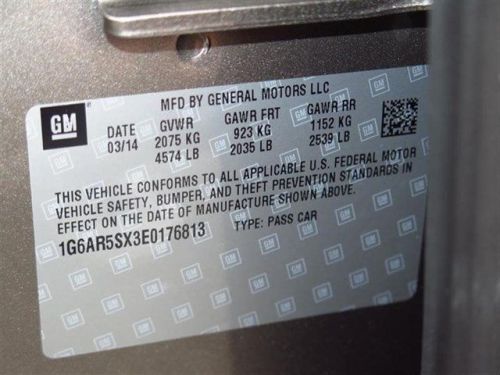 GM
MFD BY GENERAL MOTORS LLC
DATE GVWR GAWR FRT GAWR RR
03/14 2075 KG 923 KG 1152 KG
4574 LB 2035 LB 2539 LB
THIS VEHICLE CONFORMS TO ALL APPLICABLE U.S. FEDERAL MOTOR
VEHICLE SAFETY, BUMPER, AND THEFT PREVENTION STANDARDS IN
EFFECT ON THE DATE OF MANUFACTURE SHOWN ABOVE.
1G6AR5SX3E0176813 TYPE: PASS CAR